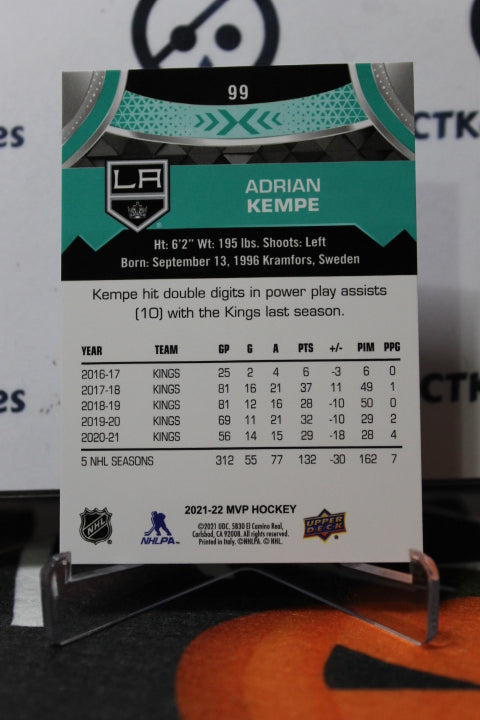 99
LA
ADRIAN
KEMPE
Ht: 6'2" Wt: 195 lbs. Shoots: Left
Born: September 13, 1996 Kramfors, Sweden
Kempe hit double digits in power play assists
(10) with the Kings last season.
YEAR TEAM GP G A PTS +/- PIM PPG
2016-17 KINGS 25 2 4 6 -3 6 0
2017-18 KINGS 81 16 21 37 11 49 1
2018-19 KINGS 81 12 16 28 -10 50 0
2019-20 KINGS 69 11 21 32 -10 29 2
2020-21 KINGS 56 14 15 29 -18 28 4
5 NHL SEASONS 312 55 77 132 -30 162 7
2021-22 MVP HOCKEY
©2021 UDC. 5830 El Camino Real,
Carlsbad, CA 92008. All rights reserved.
Printed in Italy. ©NHLPA. © NHL.
NHL
NHLPA
UPPER
DECK
CTK
es
es